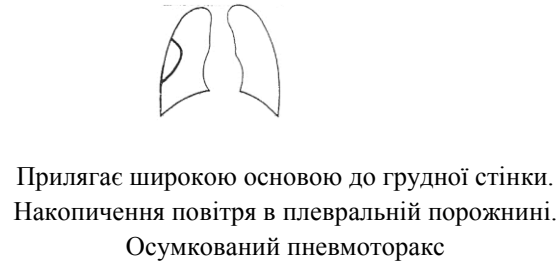 Прилягає широкою основою до грудної стінки.
Накопичення повітря в плевральній порожнині.
Осумкований пневмоторакс